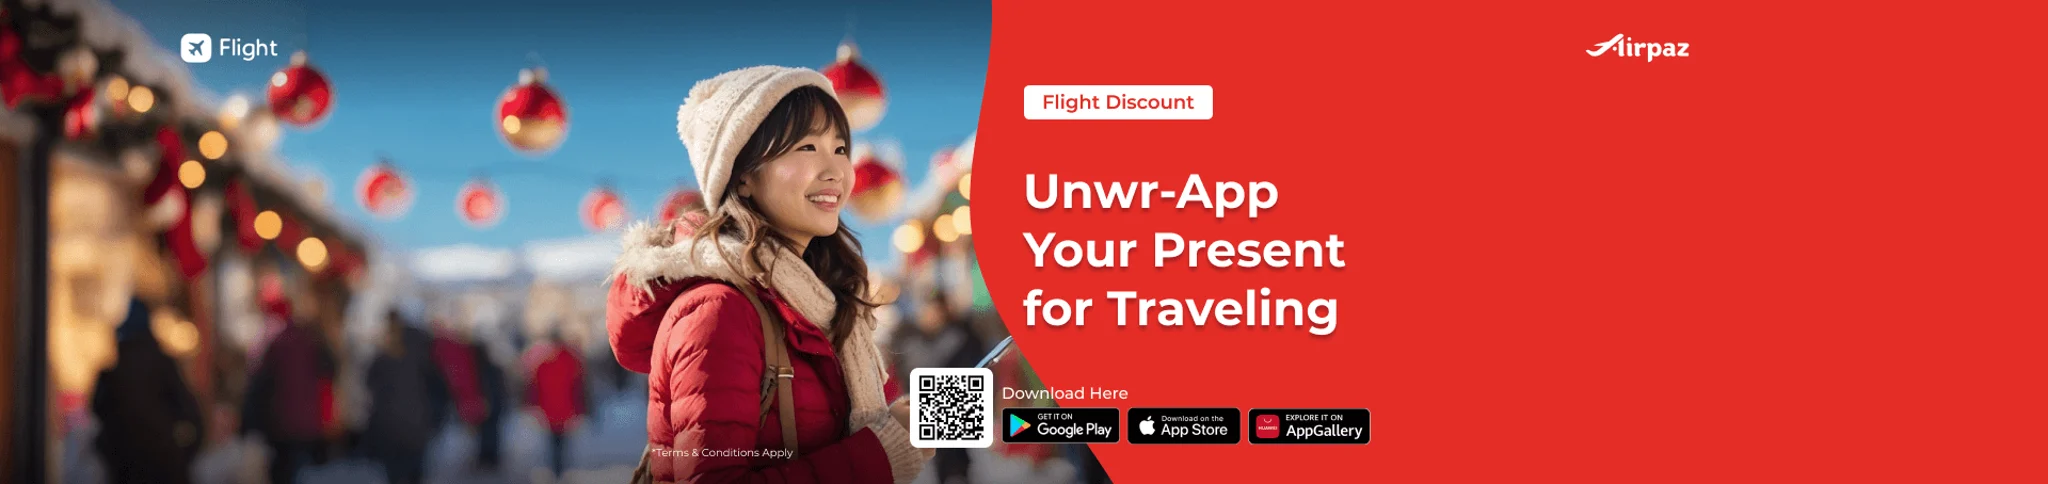 Flight
Airpaz
Flight Discount
Unwr-App
Your Present
for Traveling
Download Here
GET IT ON
Google Play
Download on the
App Store
EXPLORE IT ON
AppGallery
HUAWEI
*Terms & Conditions Apply